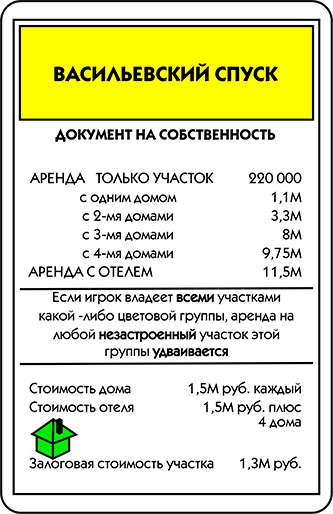 ВАСИЛЬЕВСКИЙ СПУСК
ДОКУМЕНТ НА СОБСТВЕННОСТЬ
АРЕНДА ТОЛЬКО УЧАСТОК 220 000
с одним домом 1,1М
с 2-мя домами 3,3М
с 3-мя домами 8М
с 4-мя домами 9,75М
АРЕНДА С ОТЕЛЕМ 11,5М
Если игрок владеет всеми участками
какой -либо цветовой группы, аренда на
любой незастроенный участок этой
группы удваивается
Стоимость дома 1,5М руб. каждый
Стоимость отеля 1,5М руб. плюс
4 дома
Залоговая стоимость участка 1,3М руб.